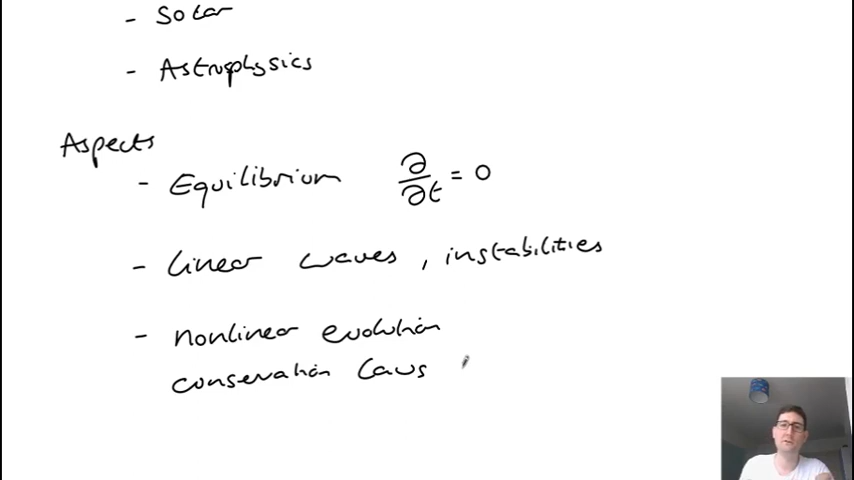 - Solar
- Astrophysics
Aspects
- Equilibrium ∂/∂t = 0
- linear waves, instabilities
- nonlinear evolution
conservation laws